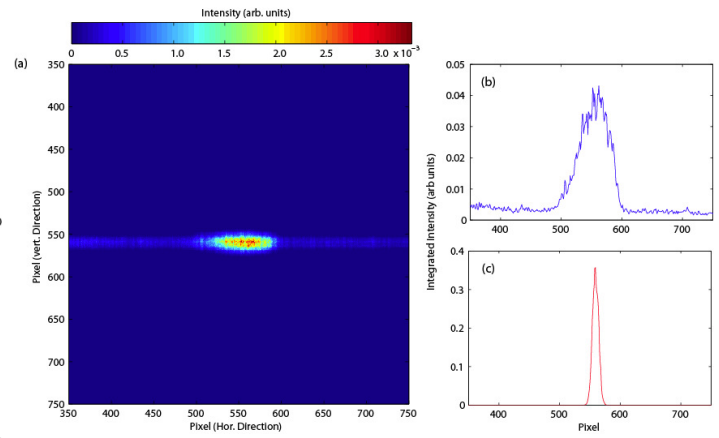 Intensity (arb. units)
0 0.5 1.0 1.5 2.0 2.5 3.0 x 10⁻³
(a)
Pixel (vert. Direction)
350
400
450
500
550
600
650
700
750
350 400 450 500 550 600 650 700 750
Pixel (Hor. Direction)
Integrated Intensity (arb units)
(b)
0.05
0.04
0.03
0.02
0.01
0
400 500 600 700
(c)
0.4
0.3
0.2
0.1
0
400 500 600 700
Pixel